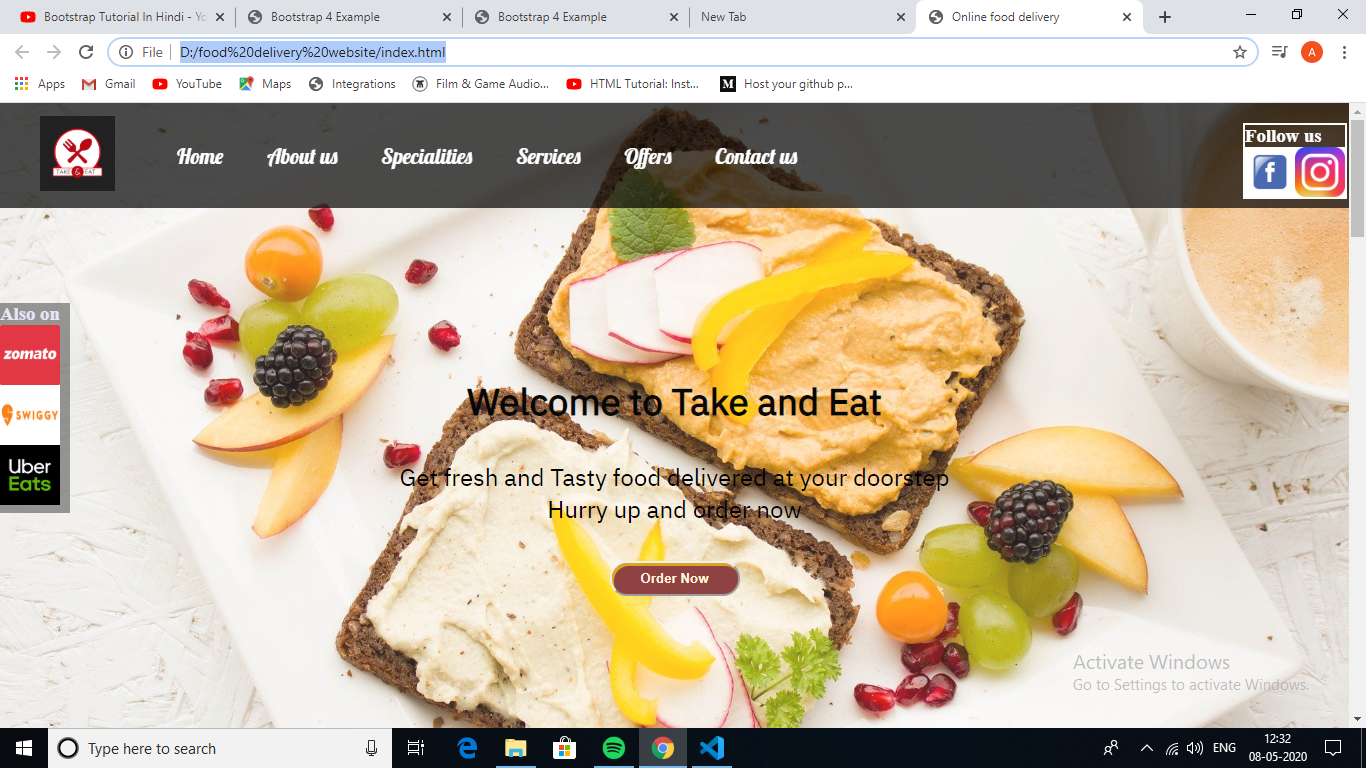 Bootstrap Tutorial In Hindi - Yo
Bootstrap 4 Example
Bootstrap 4 Example
New Tab
Online food delivery
File
D:/food%20delivery%20website/index.html
A
Apps
Gmail
YouTube
Maps
Integrations
Film & Game Audio...
HTML Tutorial: Inst...
M
Host your github p...
TAKE & EAT
Home
About us
Specialities
Services
Offers
Contact us
Follow us
Also on
zomato
SWIGGY
Uber
Eats
Welcome to Take and Eat
Get fresh and Tasty food delivered at your doorstep
Hurry up and order now
Order Now
Activate Windows
Go to Settings to activate Windows.
Type here to search
ENG
12:32
08-05-2020